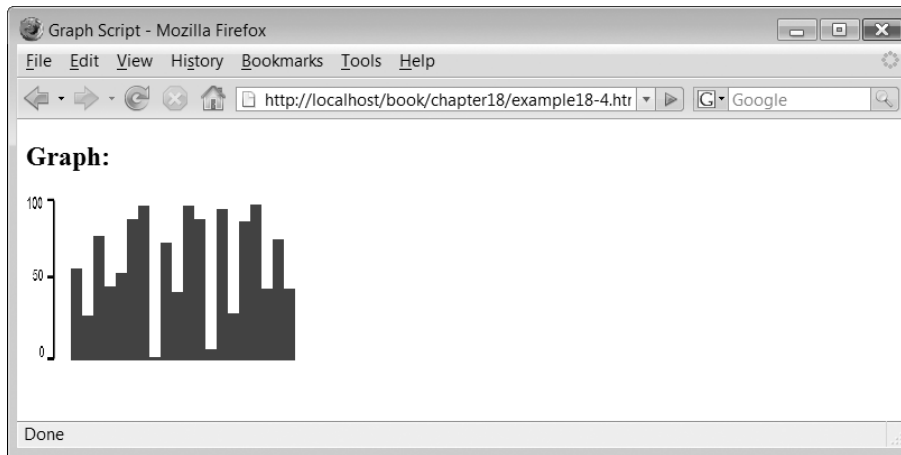 Graph Script - Mozilla Firefox
File Edit View History Bookmarks Tools Help
http://localhost/book/chapter18/example18-4.htr G Google
Graph:
100
50
0
Done